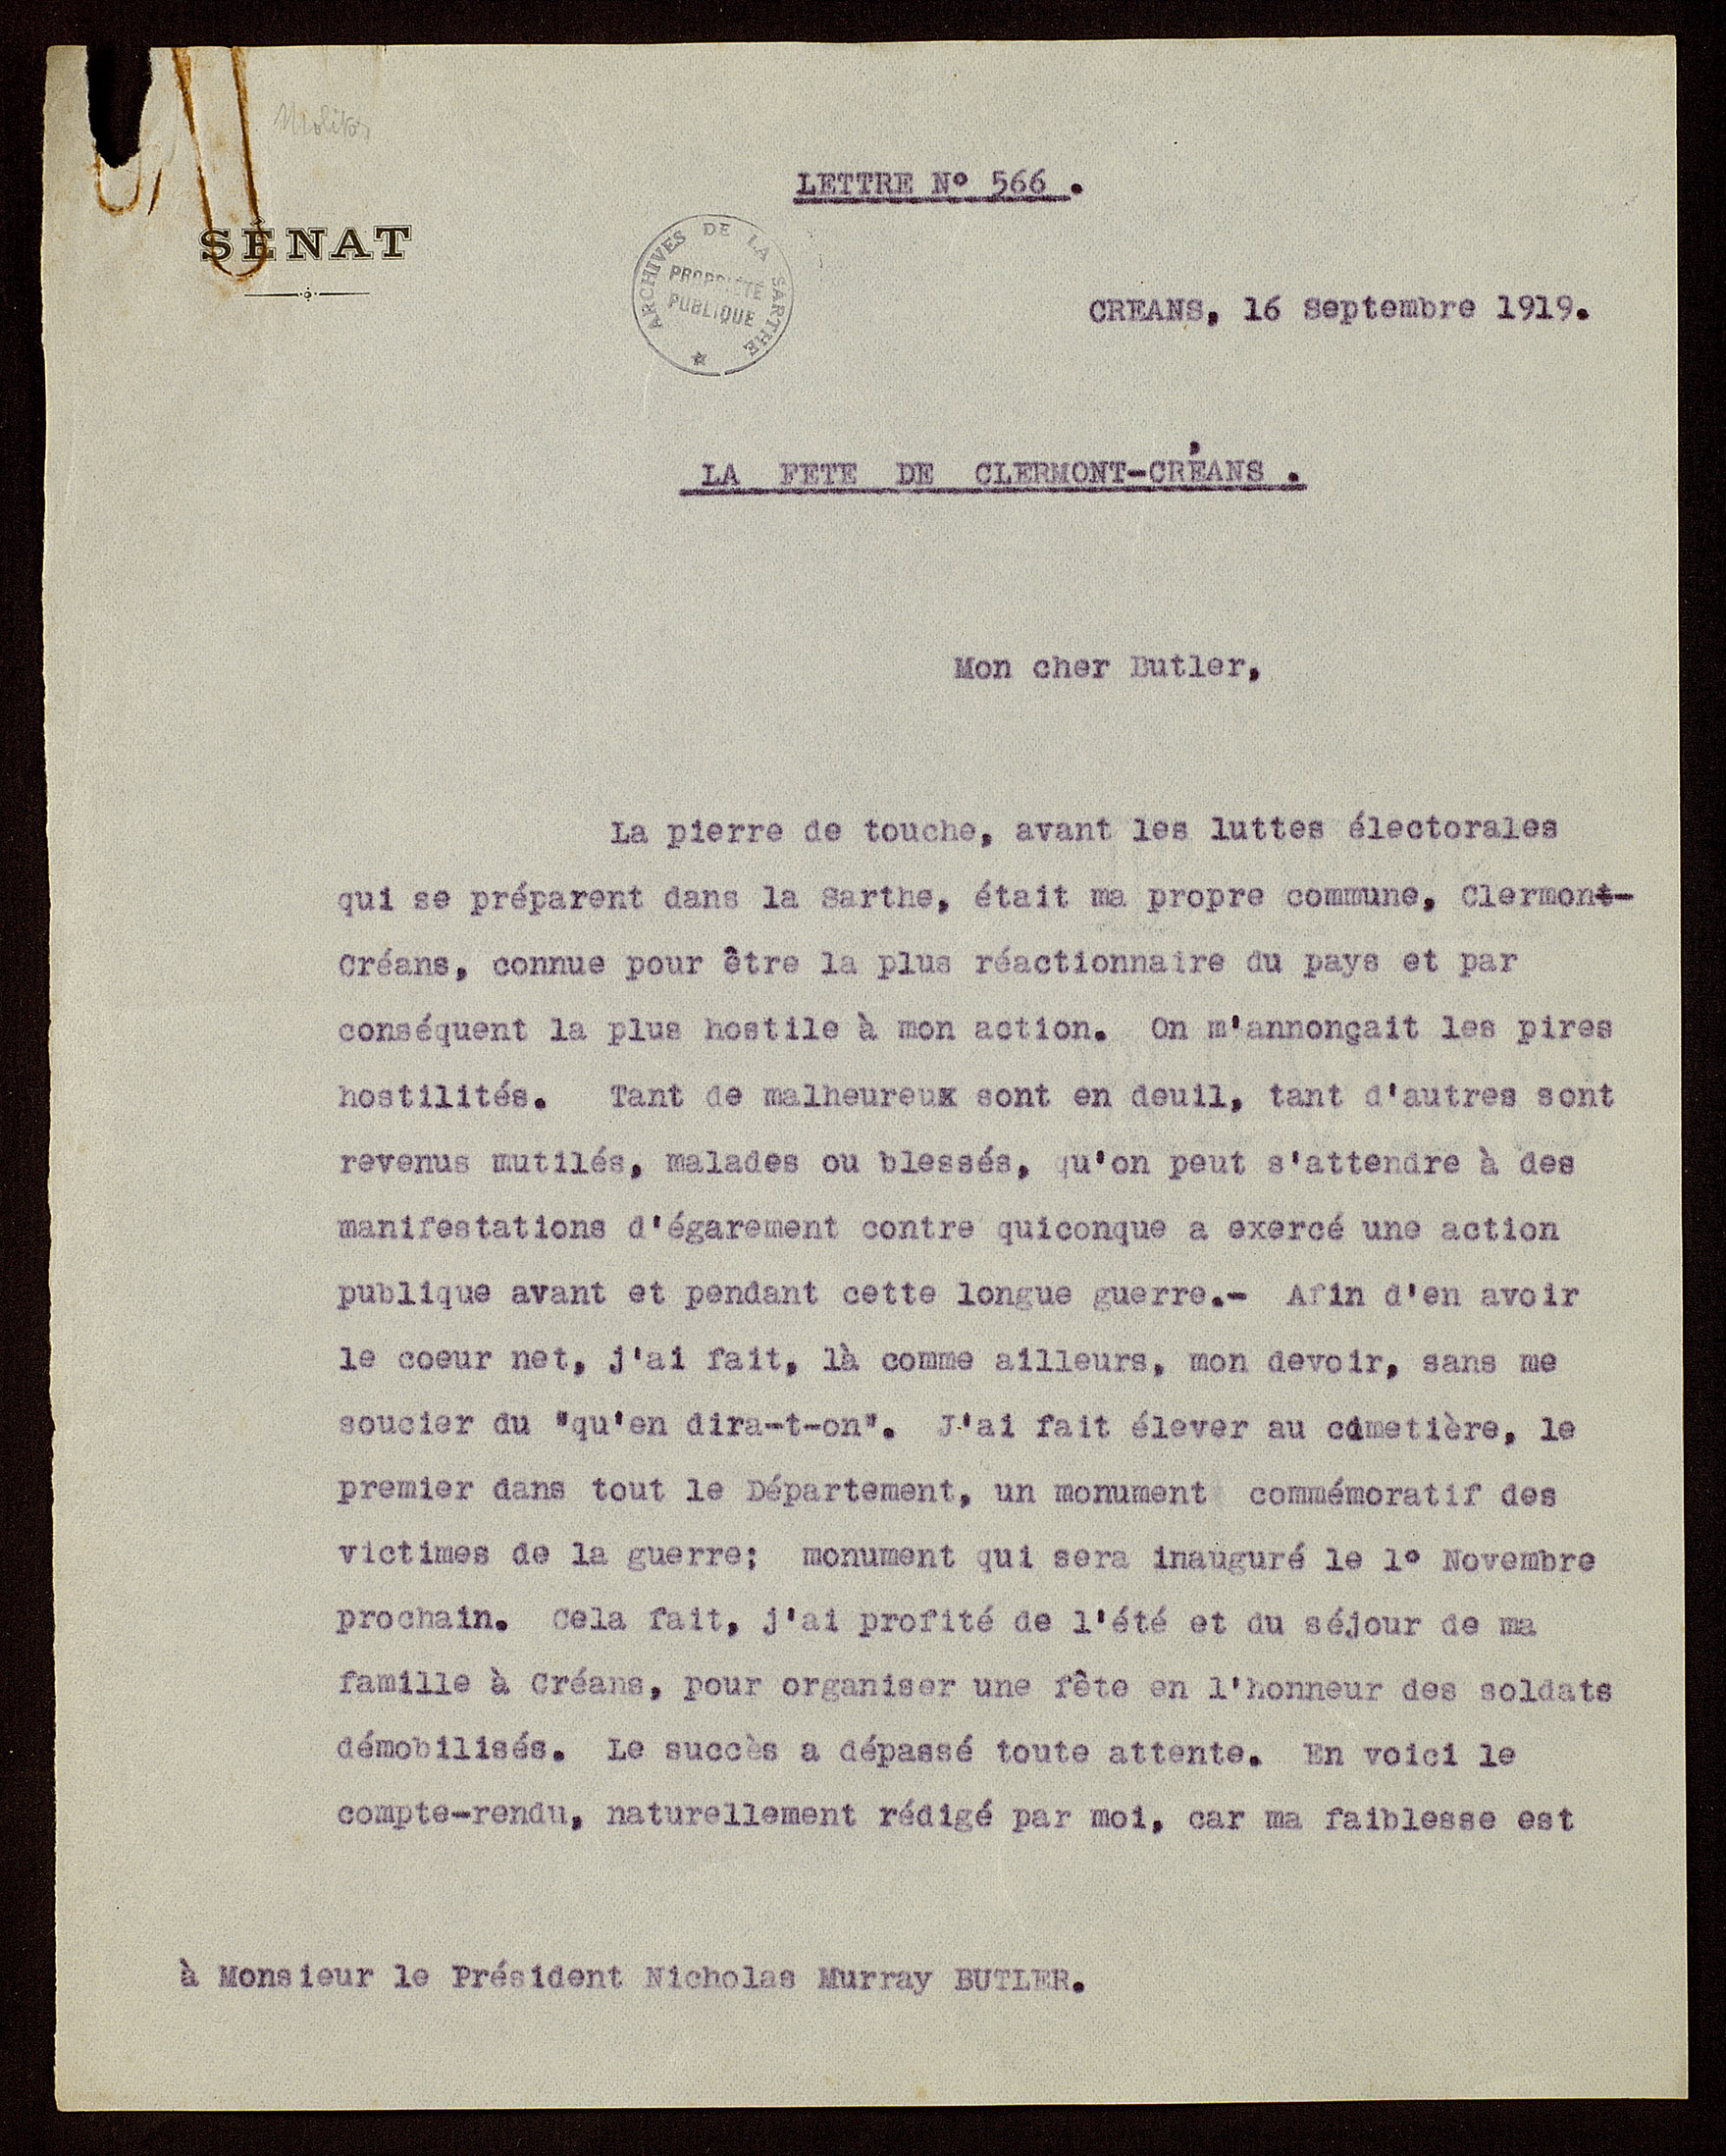 LETTRE N° 566 .
SÉNAT
ARCHIVES DE LA SARTHE
PROPRIÉTÉ
PUBLIQUE
CREANS, 16 Septembre 1919.
LA FETE DE CLERMONT-CRÉANS .
Mon cher Butler,
La pierre de touche, avant les luttes électorales
qui se préparent dans la Sarthe, était ma propre commune, Clermont-
Créans, connue pour être la plus réactionnaire du pays et par
conséquent la plus hostile à mon action. On m'annonçait les pires
hostilités. Tant de malheureux sont en deuil, tant d'autres sont
revenus mutilés, malades ou blessés, qu'on peut s'attendre à des
manifestations d'égarement contre quiconque a exercé une action
publique avant et pendant cette longue guerre.- Afin d'en avoir
le coeur net, j'ai fait, là comme ailleurs, mon devoir, sans me
soucier du "qu'en dira-t-on". J'ai fait élever au cimetière, le
premier dans tout le Département, un monument commémoratif des
victimes de la guerre; monument qui sera inauguré le 1° Novembre
prochain. Cela fait, j'ai profité de l'été et du séjour de ma
famille à Créans, pour organiser une fête en l'honneur des soldats
démobilisés. Le succès a dépassé toute attente. En voici le
compte-rendu, naturellement rédigé par moi, car ma faiblesse est
à Monsieur le Président Nicholas Murray BUTLER.